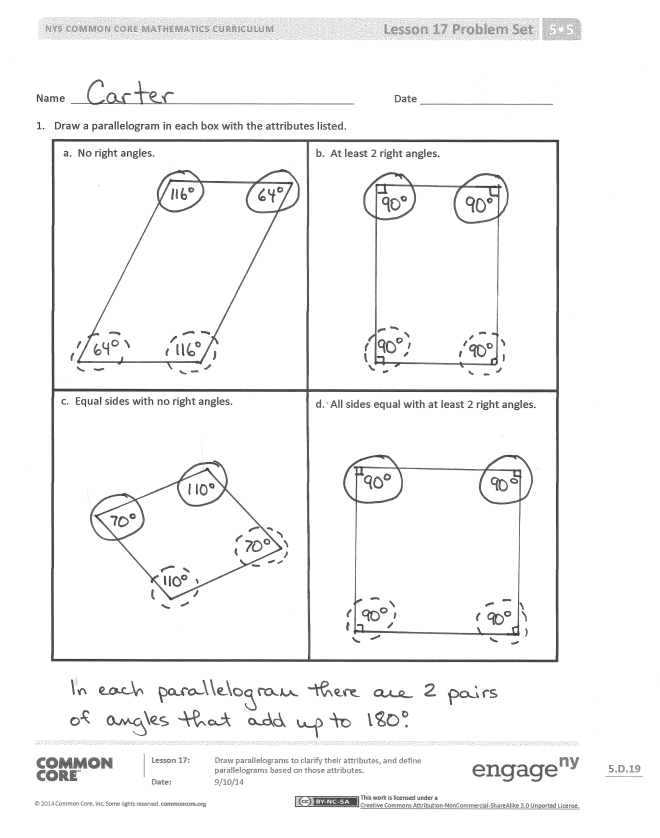 NYS COMMON CORE MATHEMATICS CURRICULUM Lesson 17 Problem Set 5•5
Name Carter Date
1. Draw a parallelogram in each box with the attributes listed.
a. No right angles.
116° 64°
64° 116°
b. At least 2 right angles.
90° 90°
90° 90°
c. Equal sides with no right angles.
110°
70°
70°
110°
d. All sides equal with at least 2 right angles.
90° 90°
90° 90°
In each parallelogram there are 2 pairs
of angles that add up to 180°.
COMMON
CORE™
Lesson 17: Draw parallelograms to clarify their attributes, and define
parallelograms based on those attributes.
Date: 9/10/14
engage ny
5.D.19
© 2014 Common Core, Inc. Some rights reserved. commoncore.org
(cc) BY-NC-SA
This work is licensed under a
Creative Commons Attribution-NonCommercial-ShareAlike 3.0 Unported License.